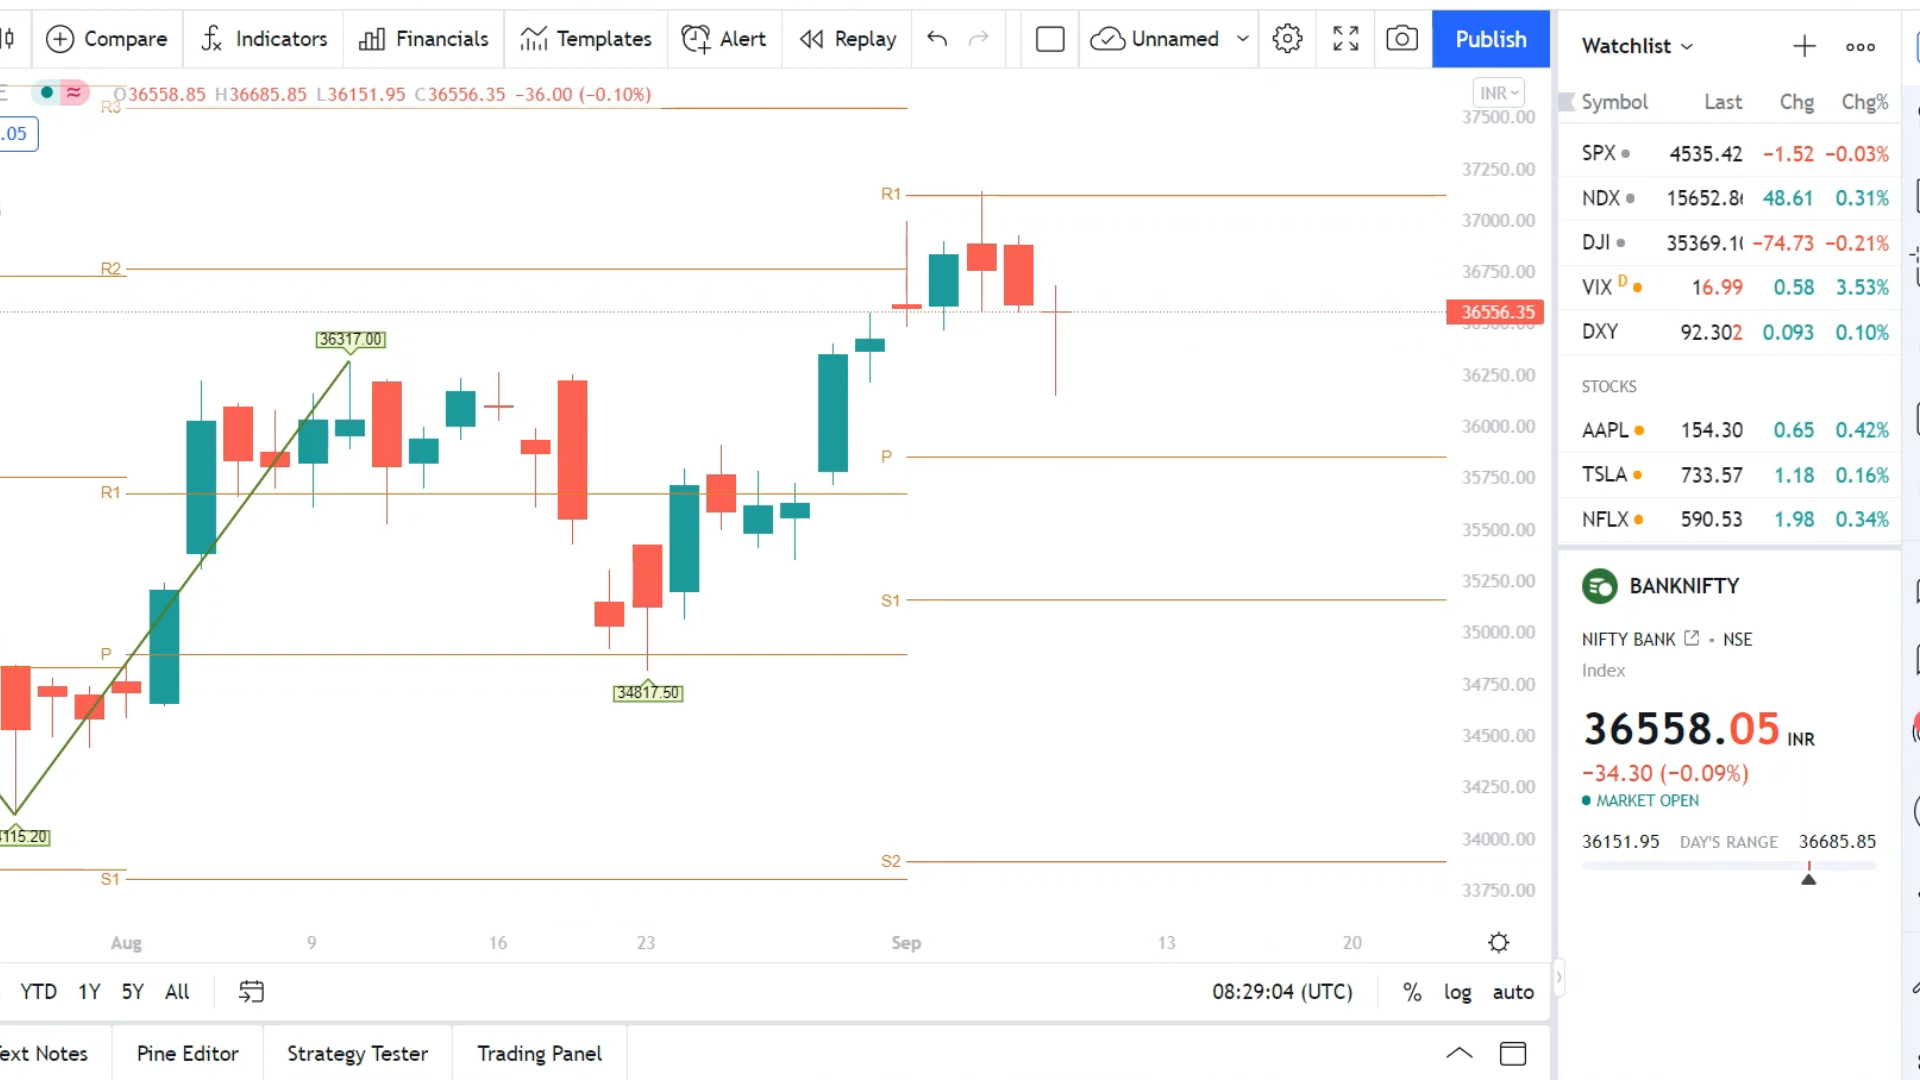 Compare Indicators Financials Templates Alert Replay Unnamed Publish
O36558.85 H36685.85 L36151.95 C36556.35 −36.00 (−0.10%)
INR
.05
R3
R2
R1
P
S1
R1
P
S1
S2
36317.00
34817.50
115.20
37500.00
37250.00
37000.00
36750.00
36556.35
36250.00
36000.00
35750.00
35500.00
35250.00
35000.00
34750.00
34500.00
34250.00
34000.00
33750.00
Aug 9 16 23 Sep 13 20
YTD 1Y 5Y All
08:29:04 (UTC) % log auto
ext Notes Pine Editor Strategy Tester Trading Panel
Watchlist
Symbol Last Chg Chg%
SPX 4535.42 −1.52 −0.03%
NDX 15652.86 48.61 0.31%
DJI 35369.10 −74.73 −0.21%
VIX D 16.99 0.58 3.53%
DXY 92.302 0.093 0.10%
STOCKS
AAPL 154.30 0.65 0.42%
TSLA 733.57 1.18 0.16%
NFLX 590.53 1.98 0.34%
BANKNIFTY
NIFTY BANK • NSE
Index
36558.05 INR
−34.30 (−0.09%)
MARKET OPEN
36151.95 DAY'S RANGE 36685.85